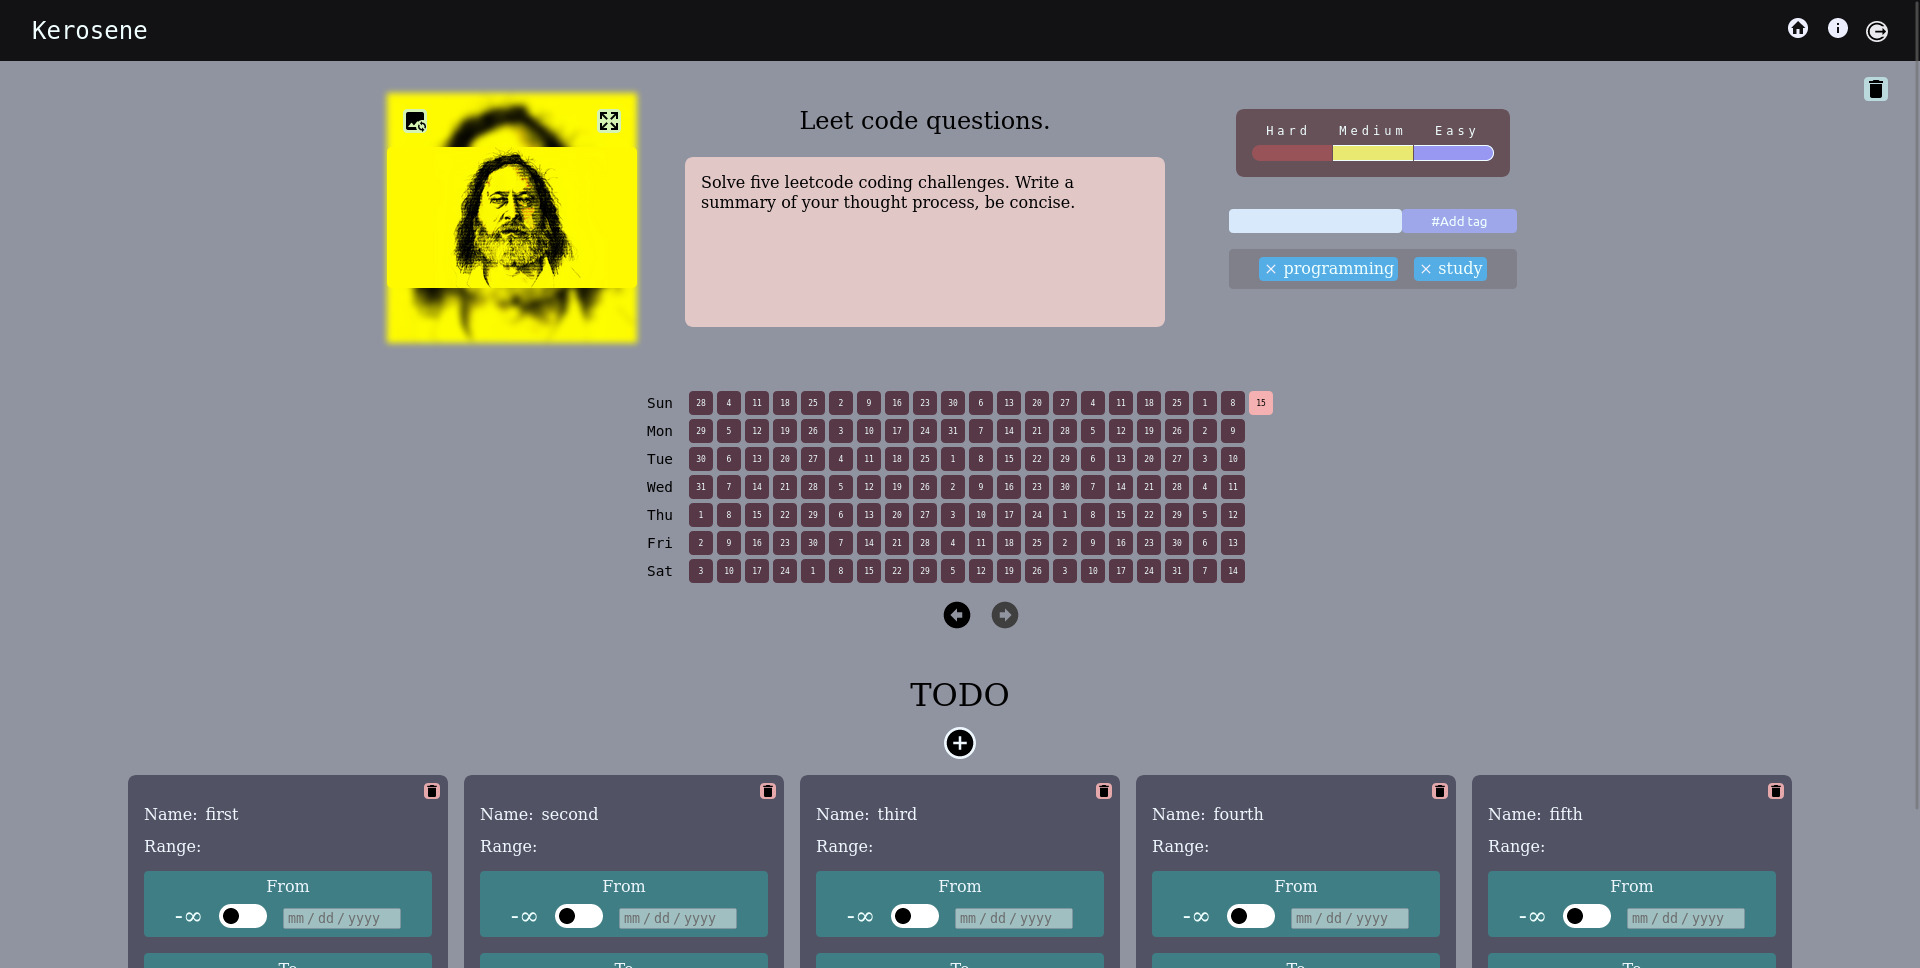 Kerosene
Leet code questions.
Solve five leetcode coding challenges. Write a
summary of your thought process, be concise.
Hard Medium Easy
#Add tag
× programming × study
Sun 28 4 11 18 25 2 9 16 23 30 6 13 20 27 4 11 18 25 1 8 15
Mon 29 5 12 19 26 3 10 17 24 31 7 14 21 28 5 12 19 26 2 9
Tue 30 6 13 20 27 4 11 18 25 1 8 15 22 29 6 13 20 27 3 10
Wed 31 7 14 21 28 5 12 19 26 2 9 16 23 30 7 14 21 28 4 11
Thu 1 8 15 22 29 6 13 20 27 3 10 17 24 1 8 15 22 29 5 12
Fri 2 9 16 23 30 7 14 21 28 4 11 18 25 2 9 16 23 30 6 13
Sat 3 10 17 24 1 8 15 22 29 5 12 19 26 3 10 17 24 31 7 14
TODO
Name: first
Range:
From
-∞ mm/dd/yyyy
To
Name: second
Range:
From
-∞ mm/dd/yyyy
To
Name: third
Range:
From
-∞ mm/dd/yyyy
To
Name: fourth
Range:
From
-∞ mm/dd/yyyy
To
Name: fifth
Range:
From
-∞ mm/dd/yyyy
To